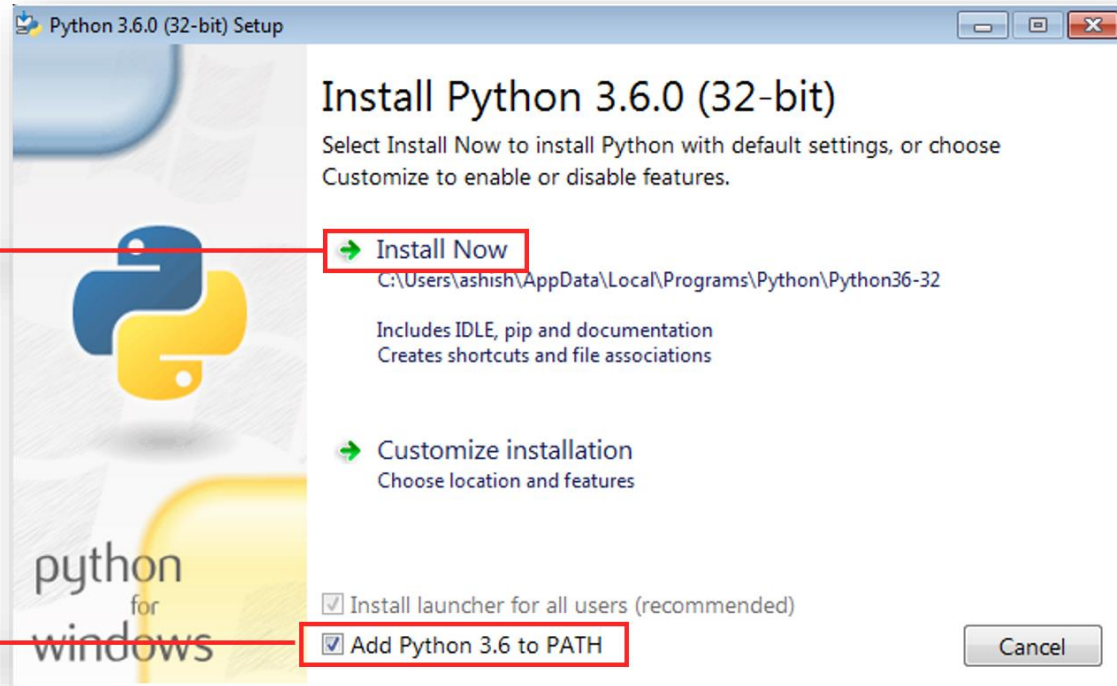 Python 3.6.0 (32-bit) Setup
Install Python 3.6.0 (32-bit)
Select Install Now to install Python with default settings, or choose
Customize to enable or disable features.
Install Now
C:\Users\ashish\AppData\Local\Programs\Python\Python36-32
Includes IDLE, pip and documentation
Creates shortcuts and file associations
Customize installation
Choose location and features
python
for
windows
Install launcher for all users (recommended)
Add Python 3.6 to PATH
Cancel